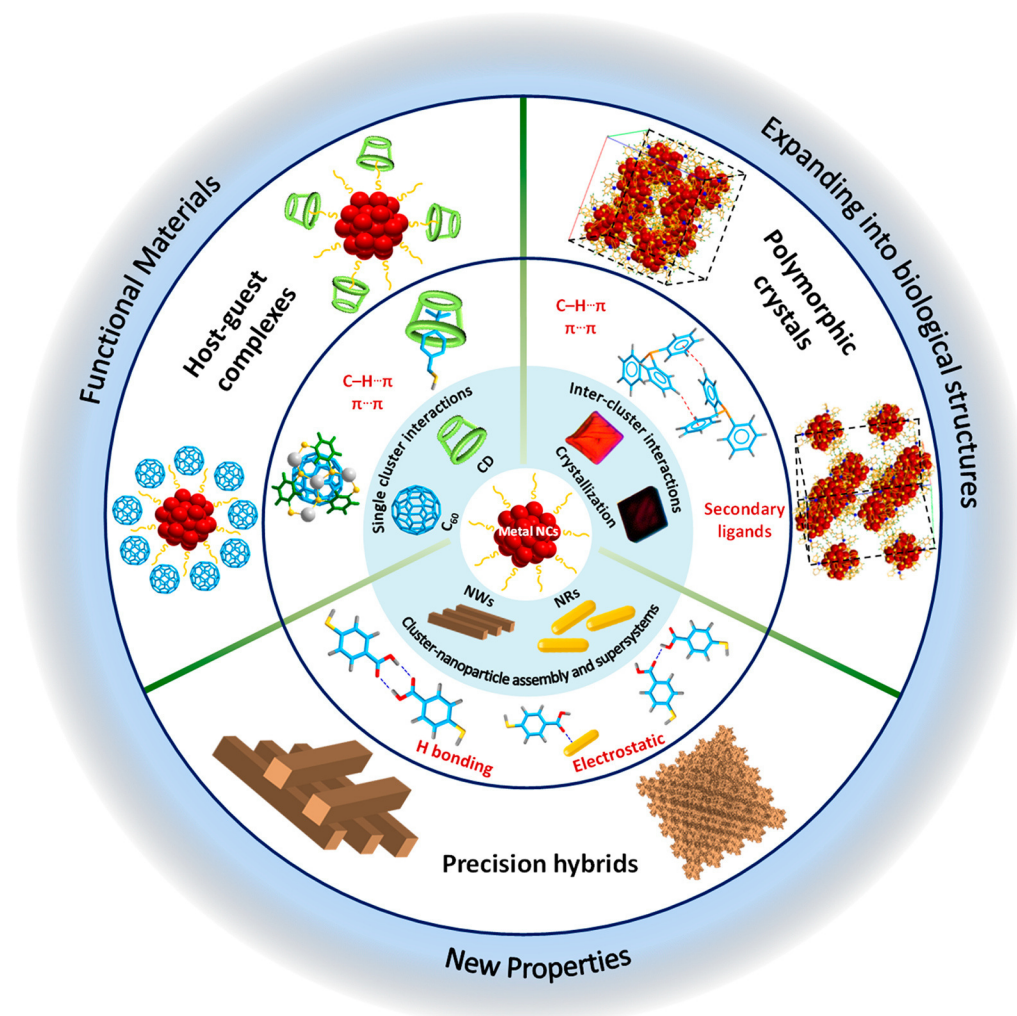 Functional Materials
Expanding into biological structures
New Properties
Host-guest
complexes
Polymorphic
crystals
Precision hybrids
C–H···π
π···π
C–H···π
π···π
Secondary
ligands
H bonding
Electrostatic
Single cluster interactions
CD
C₆₀
Inter-cluster interactions
Crystallization
Metal NCs
NWs
NRs
Cluster-nanoparticle assembly and supersystems